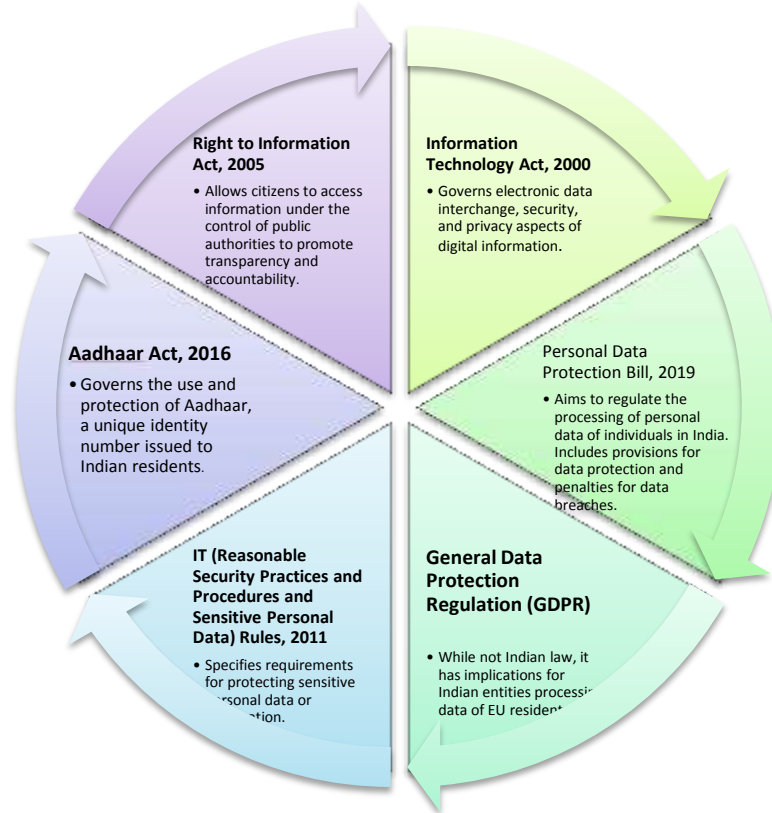 Right to Information
Act, 2005
• Allows citizens to access
information under the
control of public
authorities to promote
transparency and
accountability.
Information
Technology Act, 2000
• Governs electronic data
interchange, security,
and privacy aspects of
digital information.
Personal Data
Protection Bill, 2019
• Aims to regulate the
processing of personal
data of individuals in India.
Includes provisions for
data protection and
penalties for data
breaches.
General Data
Protection
Regulation (GDPR)
• While not Indian law, it
has implications for
Indian entities
data of EU
IT (Reasonable
Security Practices and
Procedures and
Sensitive Personal
Data) Rules, 2011
• Specifies requirements
for protecting sensitive
data or
Aadhaar Act, 2016
• Governs the use and
protection of Aadhaar,
a unique identity
number issued to
Indian residents.